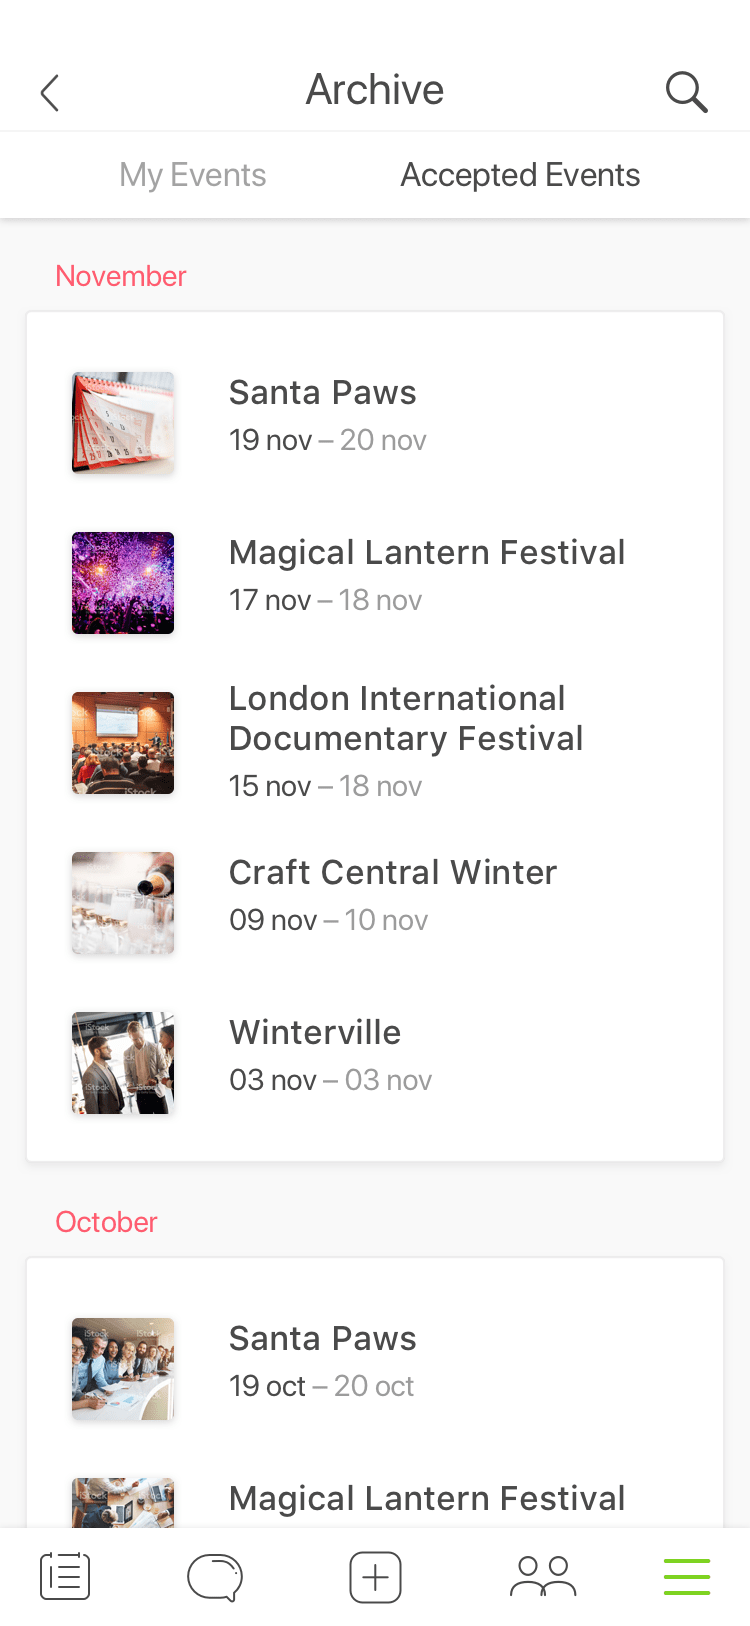 Archive
My Events
Accepted Events
November
Santa Paws
19 nov – 20 nov
Magical Lantern Festival
17 nov – 18 nov
London International
Documentary Festival
15 nov – 18 nov
Craft Central Winter
09 nov – 10 nov
Winterville
03 nov – 03 nov
October
Santa Paws
19 oct – 20 oct
Magical Lantern Festival